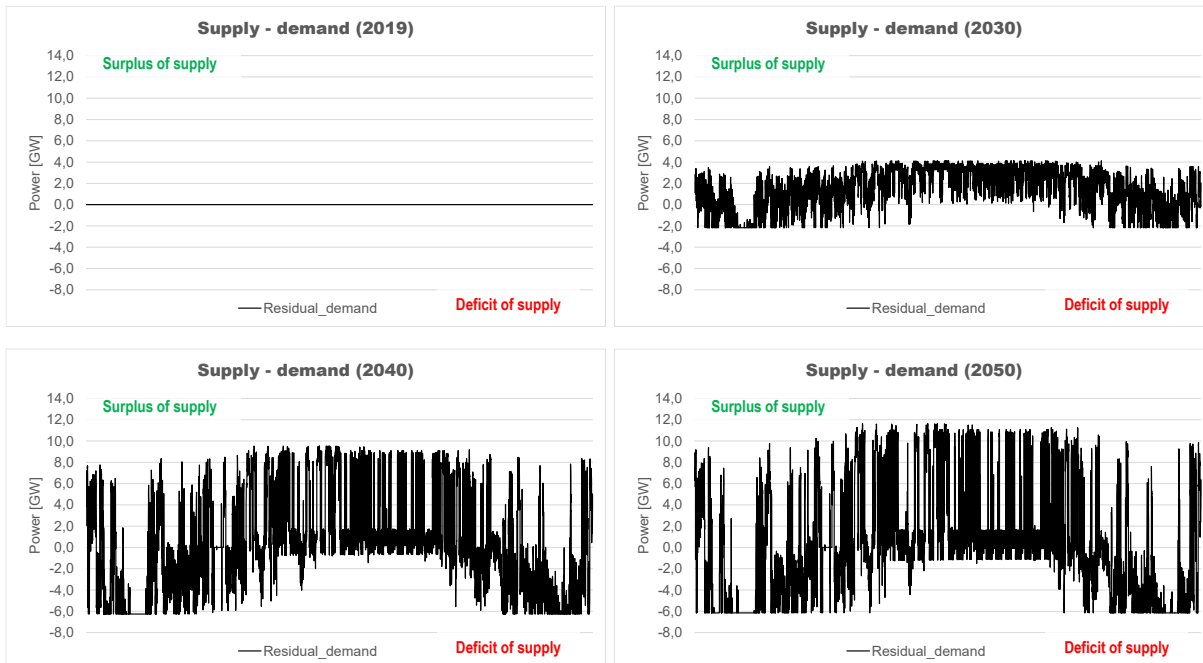 Supply - demand (2019)
Surplus of supply
14,0
12,0
10,0
8,0
6,0
4,0
2,0
0,0
-2,0
-4,0
-6,0
-8,0
Power [GW]
Residual_demand
Deficit of supply
Supply - demand (2030)
Surplus of supply
14,0
12,0
10,0
8,0
6,0
4,0
2,0
0,0
-2,0
-4,0
-6,0
-8,0
Power [GW]
Residual_demand
Deficit of supply
Supply - demand (2040)
Surplus of supply
14,0
12,0
10,0
8,0
6,0
4,0
2,0
0,0
-2,0
-4,0
-6,0
-8,0
Power [GW]
Residual_demand
Deficit of supply
Supply - demand (2050)
Surplus of supply
14,0
12,0
10,0
8,0
6,0
4,0
2,0
0,0
-2,0
-4,0
-6,0
-8,0
Power [GW]
Residual_demand
Deficit of supply